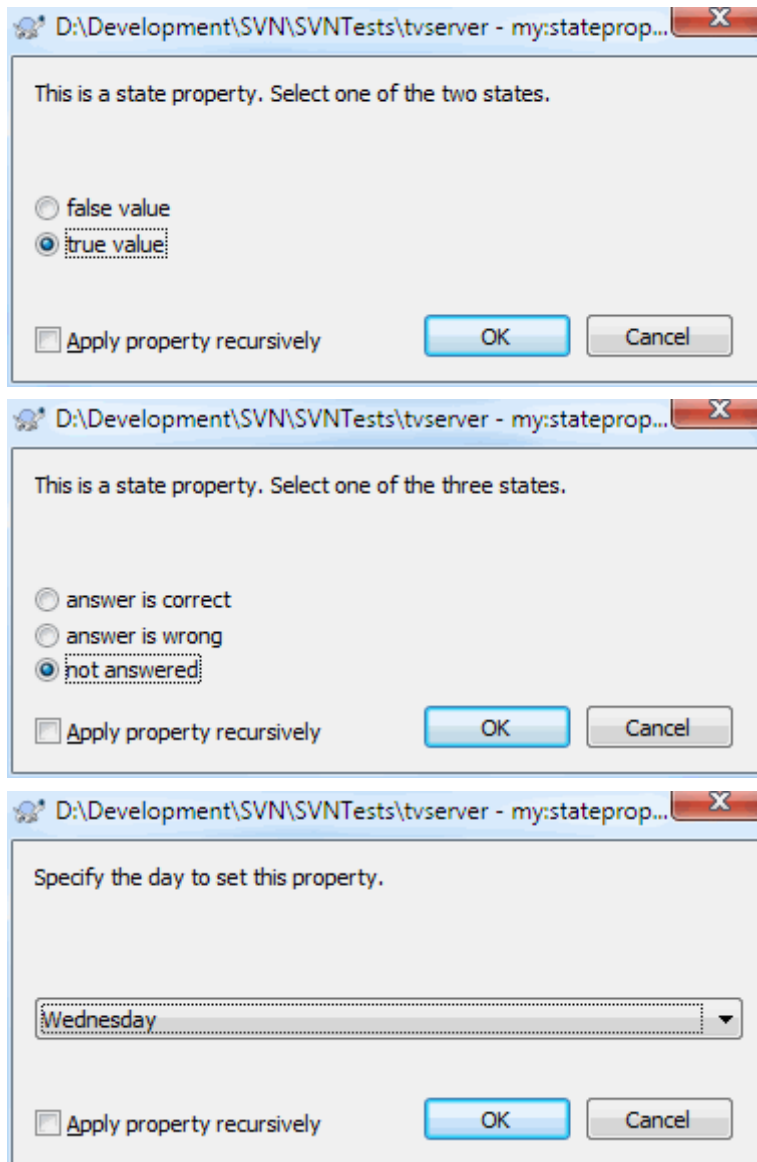 D:\Development\SVN\SVNTests\tvserver - my:stateprop... X
This is a state property. Select one of the two states.
false value
true value
Apply property recursively OK Cancel
D:\Development\SVN\SVNTests\tvserver - my:stateprop... X
This is a state property. Select one of the three states.
answer is correct
answer is wrong
not answered
Apply property recursively OK Cancel
D:\Development\SVN\SVNTests\tvserver - my:stateprop... X
Specify the day to set this property.
Wednesday
Apply property recursively OK Cancel